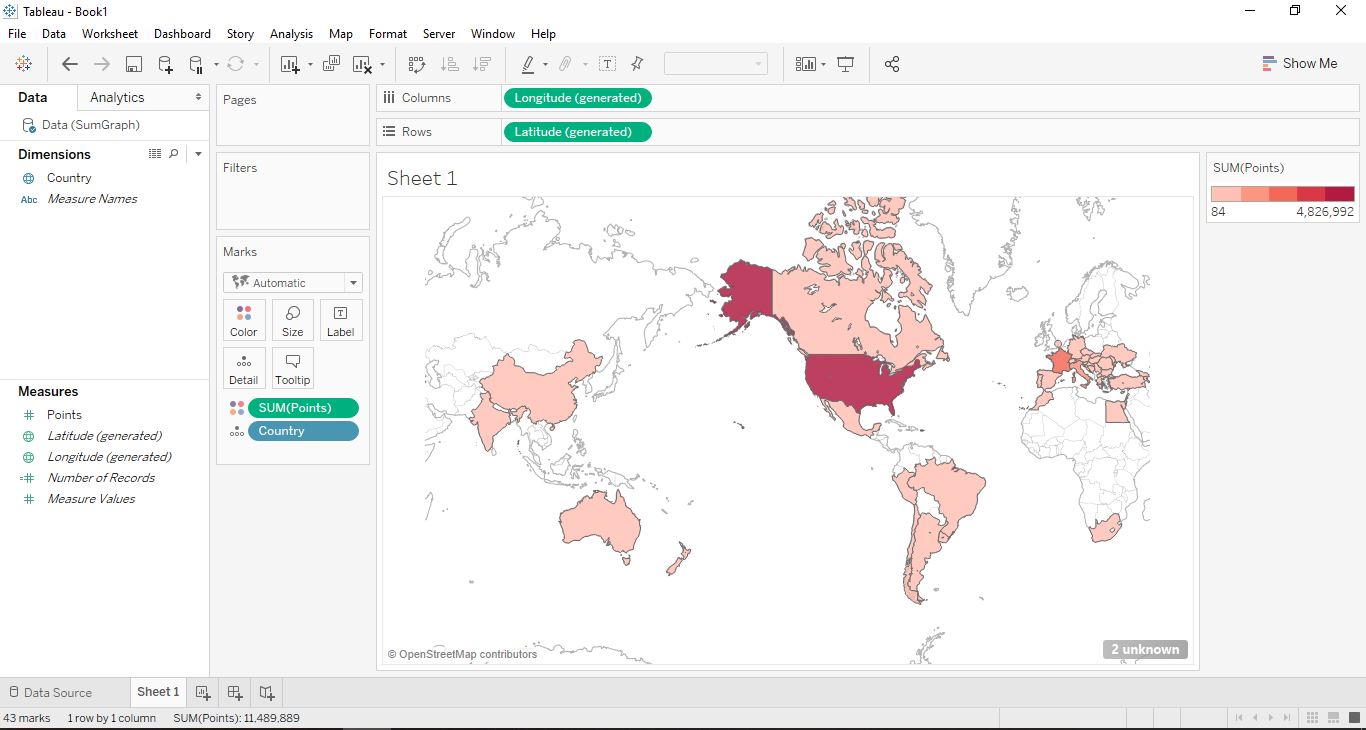 Tableau - Book1
File Data Worksheet Dashboard Story Analysis Map Format Server Window Help
Show Me
Data Analytics
Data (SumGraph)
Dimensions
Country
Abc Measure Names
Measures
Points
Latitude (generated)
Longitude (generated)
Number of Records
Measure Values
Pages
Filters
Marks
Automatic
Color Size Label
Detail Tooltip
SUM(Points)
Country
Columns Longitude (generated)
Rows Latitude (generated)
Sheet 1
© OpenStreetMap contributors
2 unknown
SUM(Points)
84 4,826,992
Data Source Sheet 1
43 marks 1 row by 1 column SUM(Points): 11,489,889